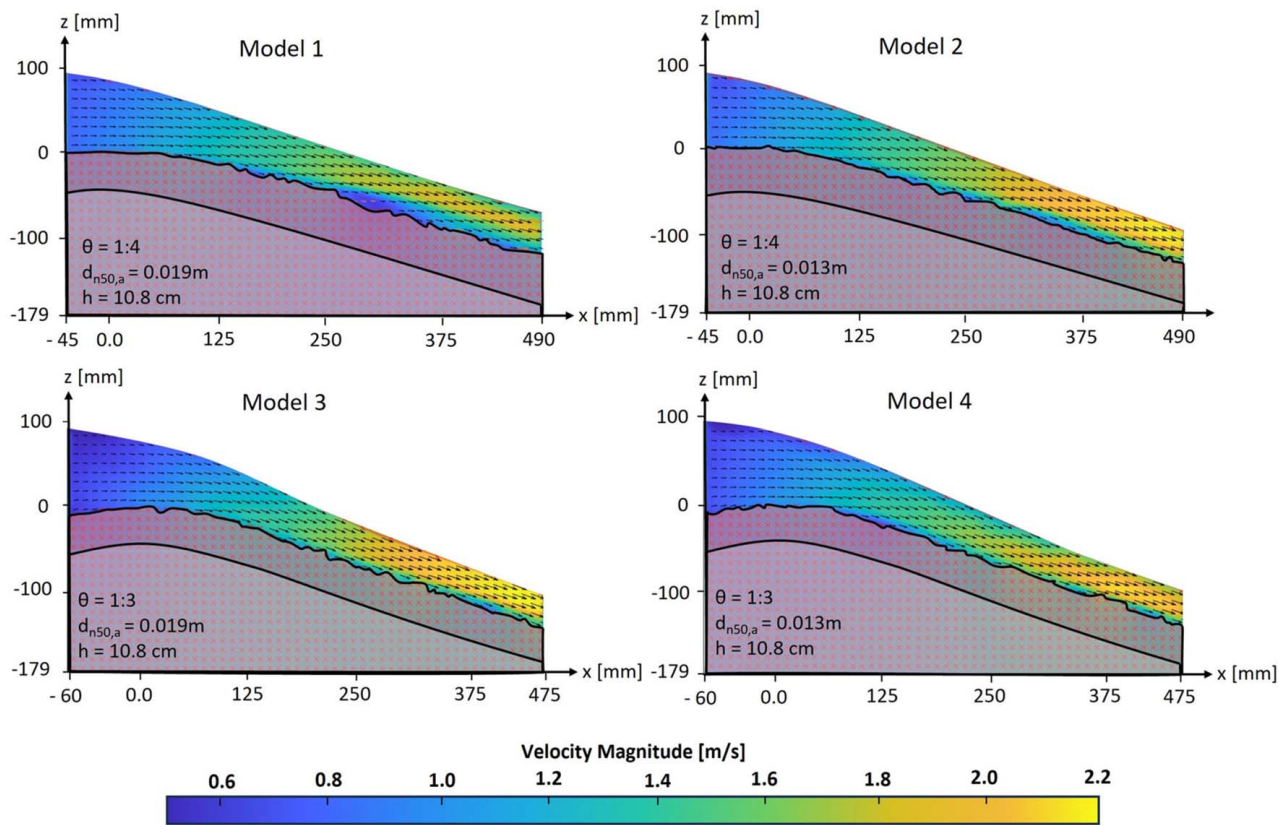 z [mm]
Model 1
100
0
-100
-179
θ = 1:4
dn50,a = 0.019m
h = 10.8 cm
x [mm]
- 45 0.0 125 250 375 490
z [mm]
Model 2
100
0
-100
-179
θ = 1:4
dn50,a = 0.013m
h = 10.8 cm
x [mm]
- 45 0.0 125 250 375 490
z [mm]
Model 3
100
0
-100
-179
θ = 1:3
dn50,a = 0.019m
h = 10.8 cm
x [mm]
- 60 0.0 125 250 375 475
z [mm]
Model 4
100
0
-100
-179
θ = 1:3
dn50,a = 0.013m
h = 10.8 cm
x [mm]
- 60 0.0 125 250 375 475
Velocity Magnitude [m/s]
0.6 0.8 1.0 1.2 1.4 1.6 1.8 2.0 2.2